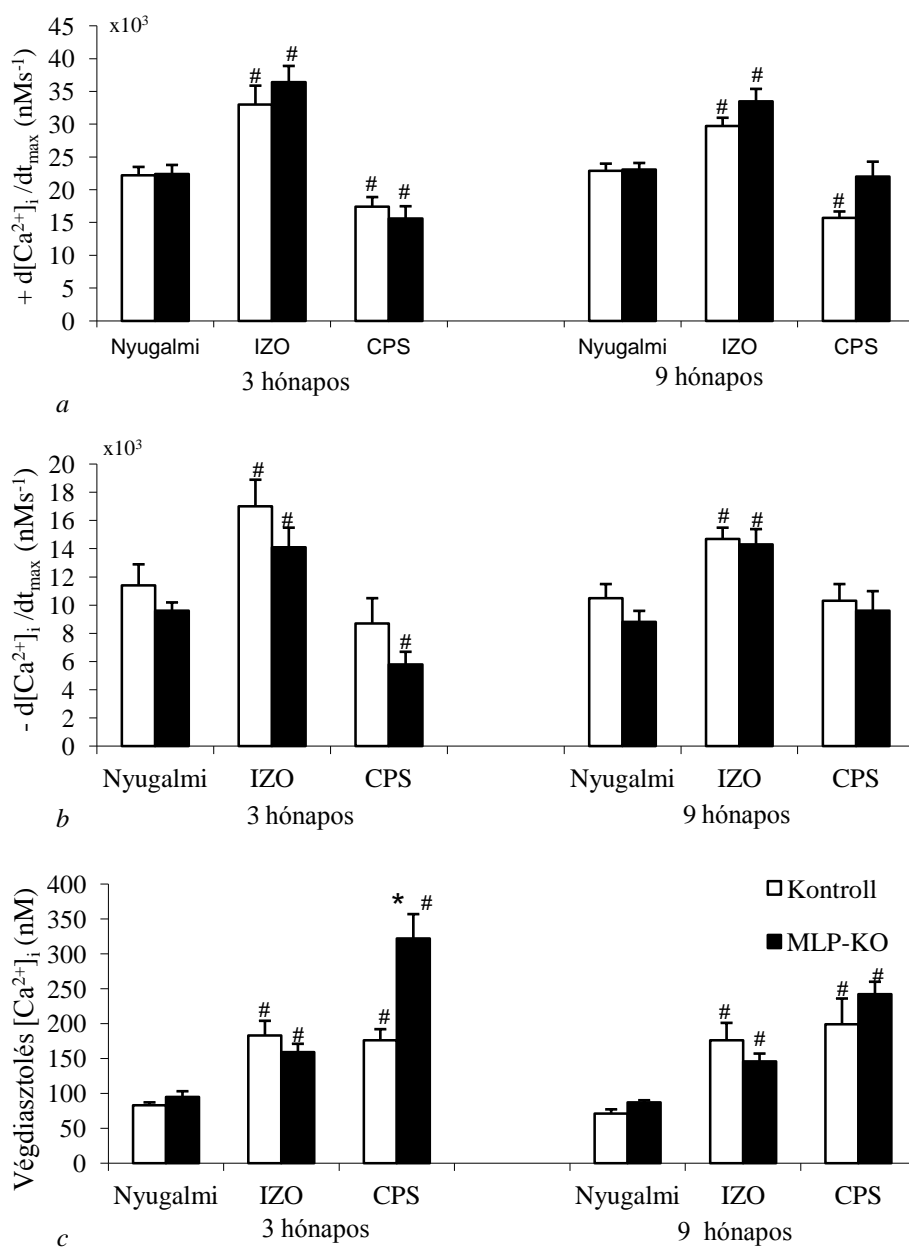 x10³
45
40
35
30
25
20
15
10
5
0
+ d[Ca²⁺]ᵢ /dtₘₐₓ (nMs⁻¹)
# # # # # # #
Nyugalmi IZO CPS Nyugalmi IZO CPS
3 hónapos 9 hónapos
a
x10³
20
18
16
14
12
10
8
6
4
2
0
- d[Ca²⁺]ᵢ /dtₘₐₓ (nMs⁻¹)
# # # # #
Nyugalmi IZO CPS Nyugalmi IZO CPS
3 hónapos 9 hónapos
b
400
350
300
250
200
150
100
50
0
Végdiasztolés [Ca²⁺]ᵢ (nM)
Kontroll
MLP-KO
# # # * # # # # #
Nyugalmi IZO CPS Nyugalmi IZO CPS
3 hónapos 9 hónapos
c